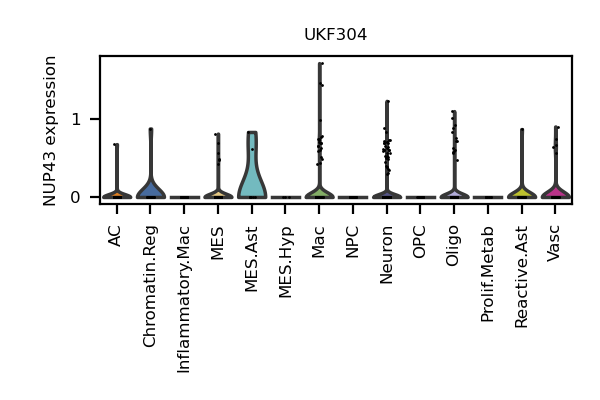 UKF304
NUP43 expression
1
0
AC
Chromatin.Reg
Inflammatory.Mac
MES
MES.Ast
MES.Hyp
Mac
NPC
Neuron
OPC
Oligo
Prolif.Metab
Reactive.Ast
Vasc